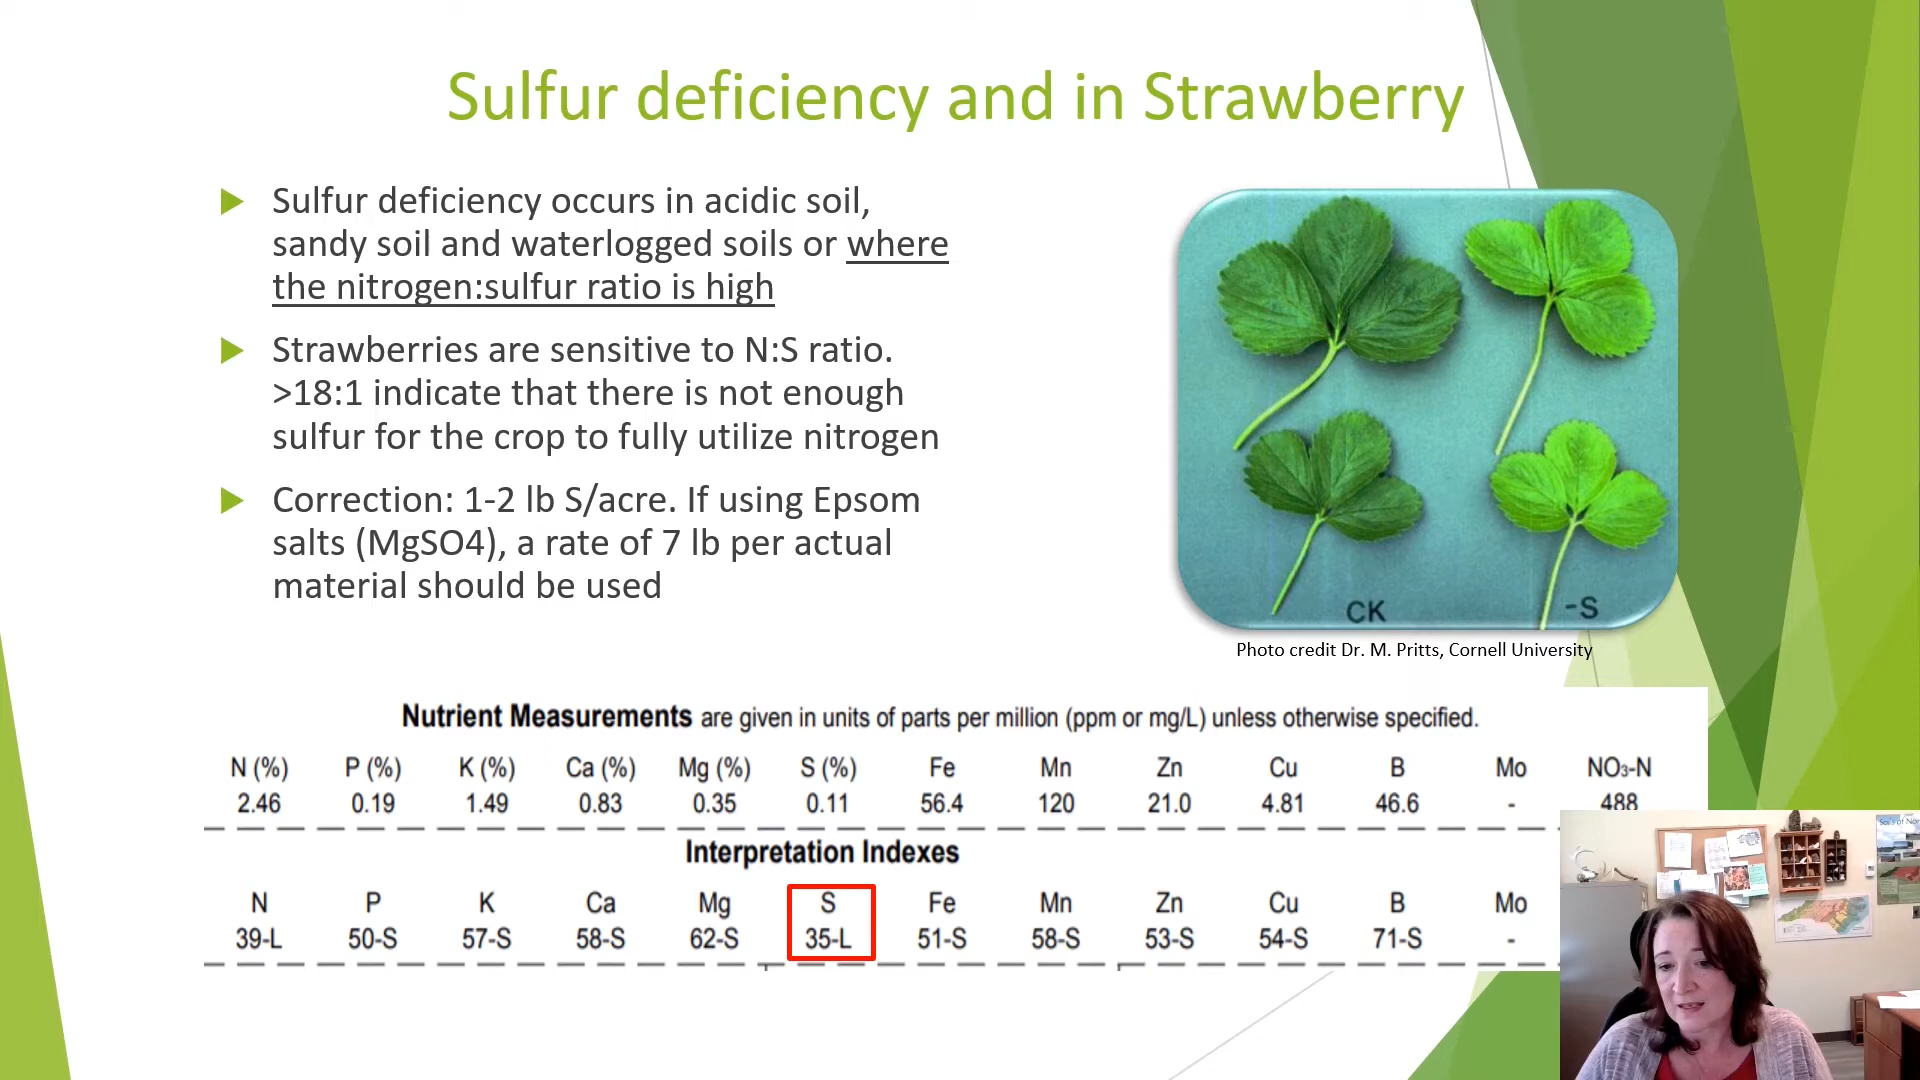 Sulfur deficiency and in Strawberry
Sulfur deficiency occurs in acidic soil,
sandy soil and waterlogged soils or where
the nitrogen:sulfur ratio is high
Strawberries are sensitive to N:S ratio.
>18:1 indicate that there is not enough
sulfur for the crop to fully utilize nitrogen
Correction: 1-2 lb S/acre. If using Epsom
salts (MgSO4), a rate of 7 lb per actual
material should be used
CK
-S
Photo credit Dr. M. Pritts, Cornell University
Nutrient Measurements are given in units of parts per million (ppm or mg/L) unless otherwise specified.
N (%) P (%) K (%) Ca (%) Mg (%) S (%) Fe Mn Zn Cu B Mo NO₃-N
2.46 0.19 1.49 0.83 0.35 0.11 56.4 120 21.0 4.81 46.6 - 488
Interpretation Indexes
N P K Ca Mg S Fe Mn Zn Cu B Mo
39-L 50-S 57-S 58-S 62-S 35-L 51-S 58-S 53-S 54-S 71-S -